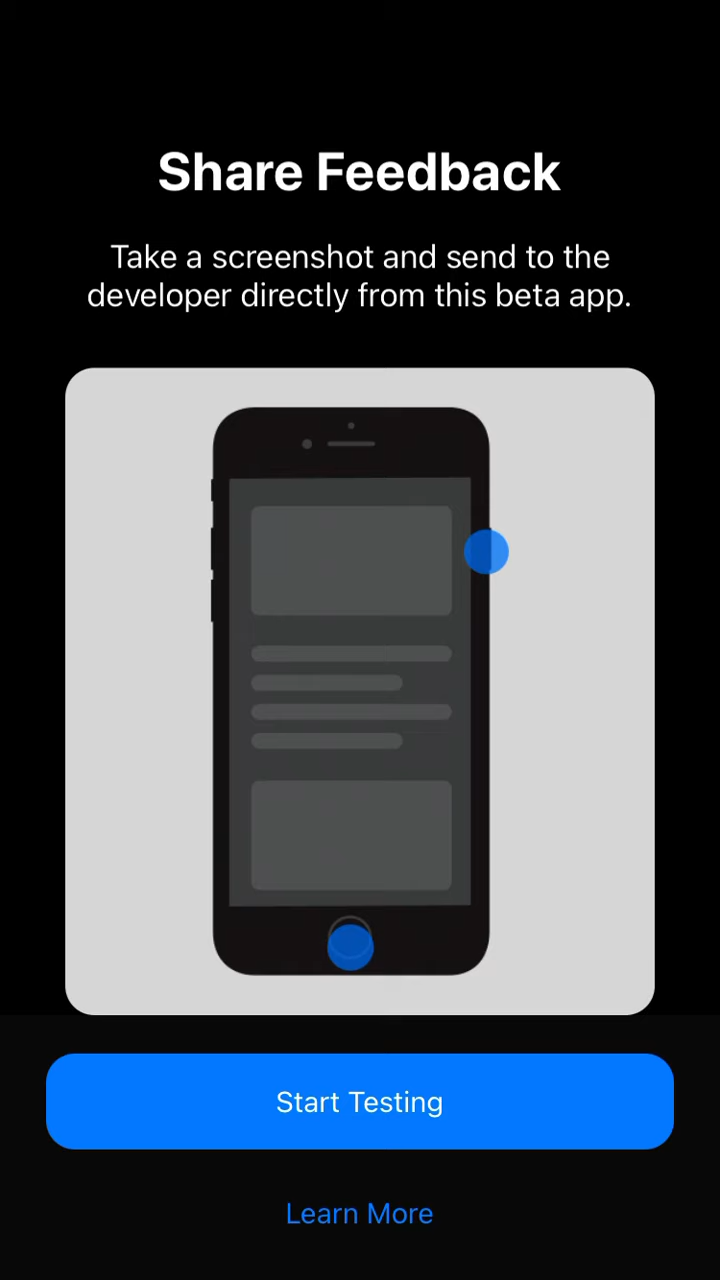 Share Feedback
Take a screenshot and send to the
developer directly from this beta app.
Start Testing
Learn More